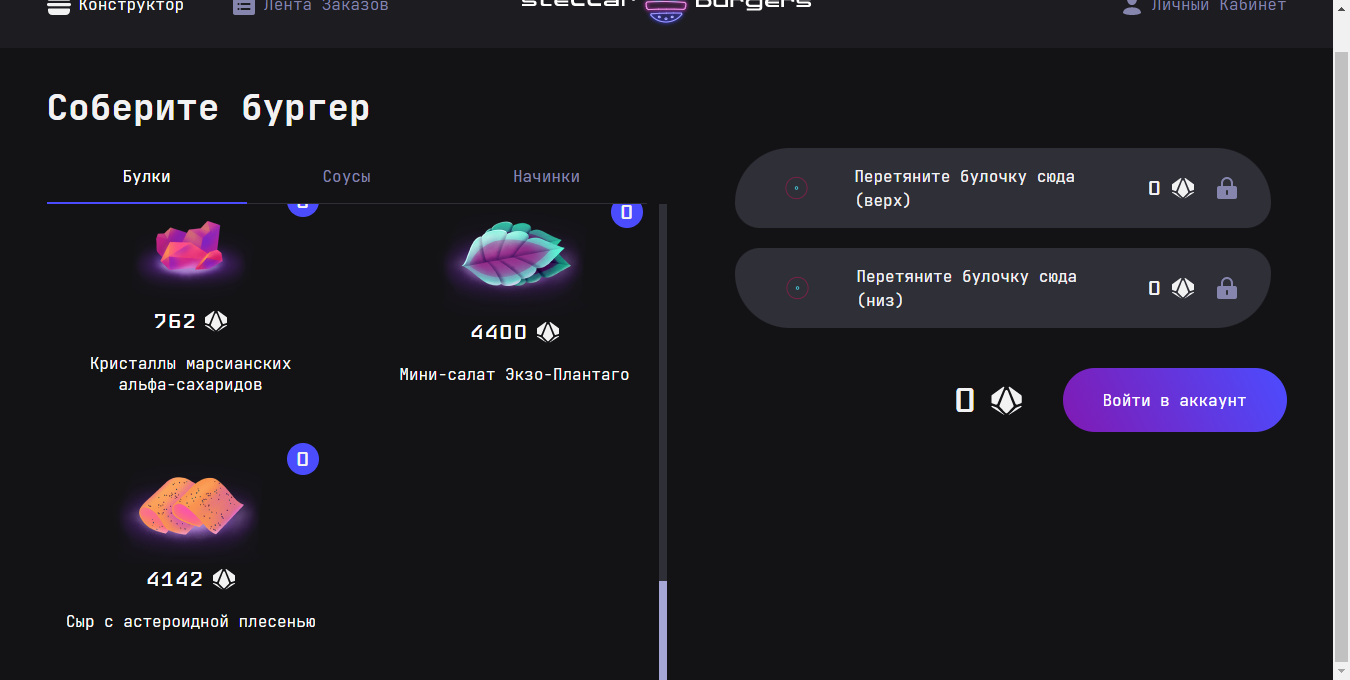 Конструктор
Лента Заказов
stellar burgers
Личный Кабинет
Соберите бургер
Булки
Соусы
Начинки
0
0
762
4400
Кристаллы марсианских
альфа-сахаридов
Мини-салат Экзо-Плантаго
0
4142
Сыр с астероидной плесенью
Перетяните булочку сюда
(верх)
0
Перетяните булочку сюда
(низ)
0
0
Войти в аккаунт